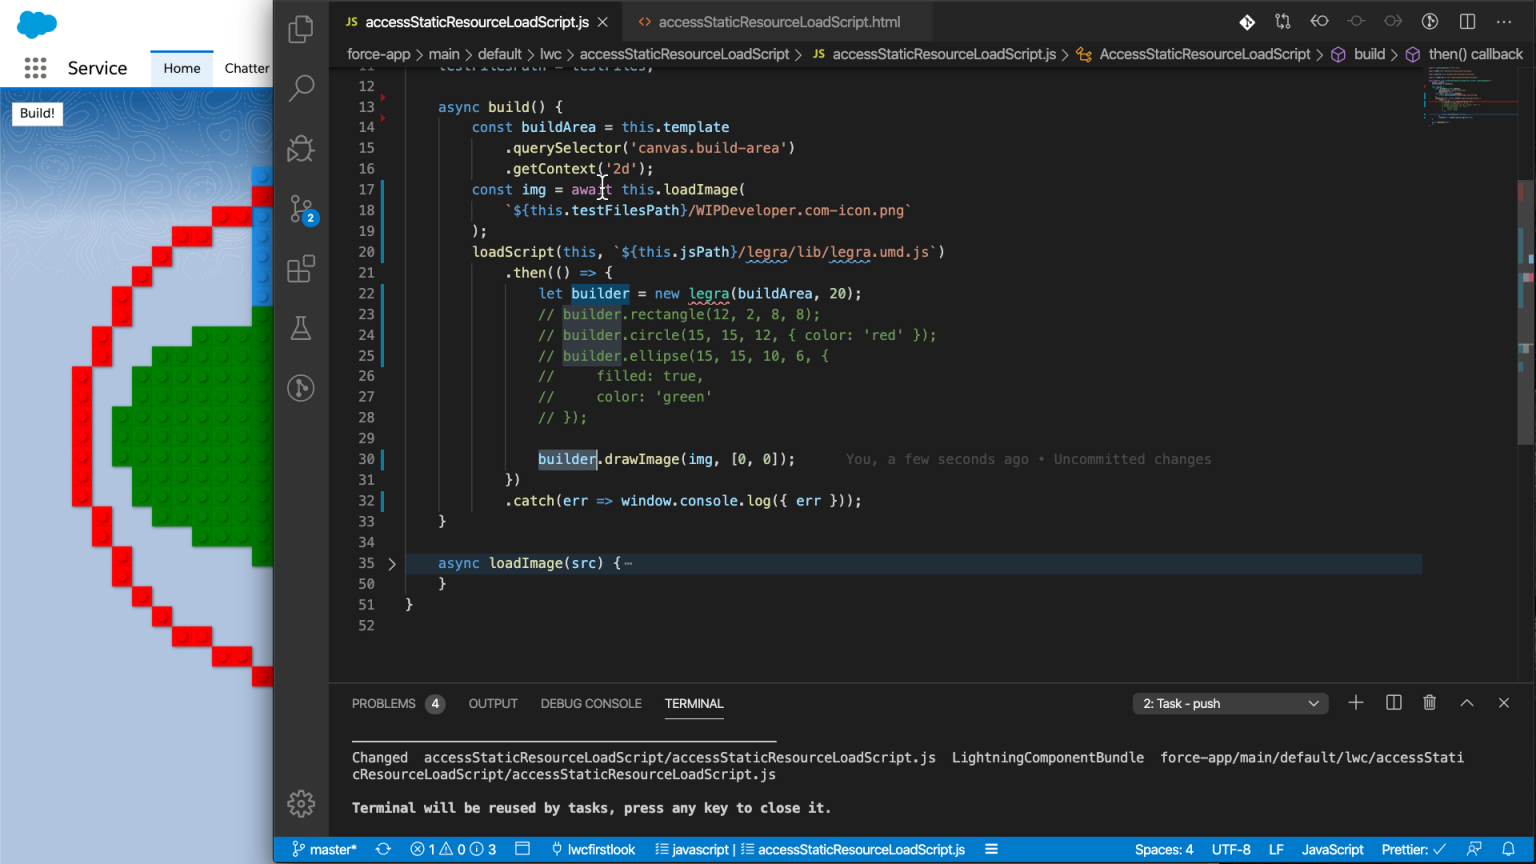 Service
Home
Chatter
Build!
JS accessStaticResourceLoadScript.js
<> accessStaticResourceLoadScript.html
force-app > main > default > lwc > accessStaticResourceLoadScript > JS accessStaticResourceLoadScript.js > AccessStaticResourceLoadScript > build > then() callback
11 testFilesPath = testFiles;
12
13 async build() {
14 const buildArea = this.template
15 .querySelector('canvas.build-area')
16 .getContext('2d');
17 const img = await this.loadImage(
18 `${this.testFilesPath}/WIPDeveloper.com-icon.png`
19 );
20 loadScript(this, `${this.jsPath}/legra/lib/legra.umd.js`)
21 .then(() => {
22 let builder = new legra(buildArea, 20);
23 // builder.rectangle(12, 2, 8, 8);
24 // builder.circle(15, 15, 12, { color: 'red' });
25 // builder.ellipse(15, 15, 10, 6, {
26 // filled: true,
27 // color: 'green'
28 // });
29
30 builder.drawImage(img, [0, 0]); You, a few seconds ago • Uncommitted changes
31 })
32 .catch(err => window.console.log({ err }));
33 }
34
35 async loadImage(src) {⋯
50 }
51 }
52
2
PROBLEMS 4 OUTPUT DEBUG CONSOLE TERMINAL
2: Task - push
Changed accessStaticResourceLoadScript/accessStaticResourceLoadScript.js LightningComponentBundle force-app/main/default/lwc/accessStati
cResourceLoadScript/accessStaticResourceLoadScript.js
Terminal will be reused by tasks, press any key to close it.
master* 1 0 3 lwcfirstlook javascript | accessStaticResourceLoadScript.js Spaces: 4 UTF-8 LF JavaScript Prettier: ✓